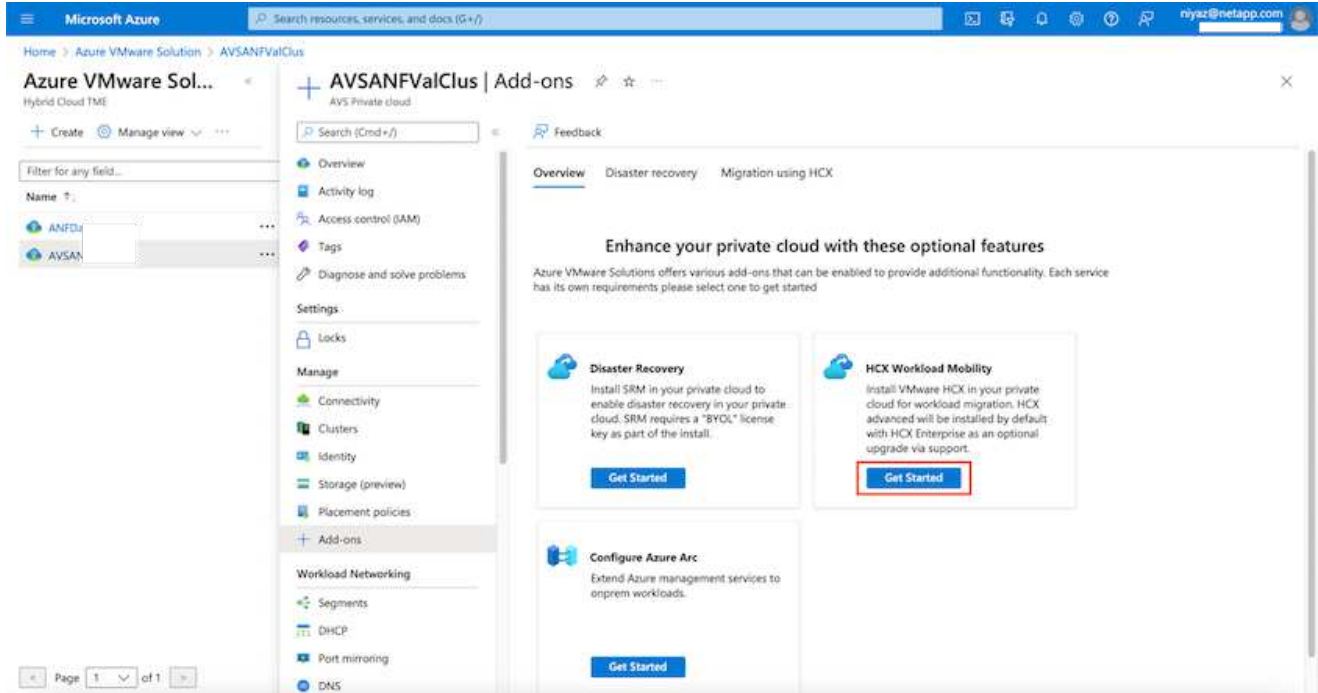 Microsoft Azure
Search resources, services, and docs (G+/)
niyaz@netapp.com
Home > Azure VMware Solution > AVSANFValClus
Azure VMware Sol...
Hybrid Cloud TME
+ Create Manage view ...
Filter for any field...
Name
ANFDa
...
AVSAN
...
Page 1 of 1
AVSANFValClus | Add-ons
...
AVS Private cloud
Search (Cmd+/)
Overview
Activity log
Access control (IAM)
Tags
Diagnose and solve problems
Settings
Locks
Manage
Connectivity
Clusters
Identity
Storage (preview)
Placement policies
Add-ons
Workload Networking
Segments
DHCP
Port mirroring
DNS
Feedback
Overview Disaster recovery Migration using HCX
Enhance your private cloud with these optional features
Azure VMware Solutions offers various add-ons that can be enabled to provide additional functionality. Each service
has its own requirements please select one to get started
Disaster Recovery
Install SRM in your private cloud to
enable disaster recovery in your private
cloud. SRM requires a "BYOL" license
key as part of the install.
Get Started
HCX Workload Mobility
Install VMware HCX in your private
cloud for workload migration. HCX
advanced will be installed by default
with HCX Enterprise as an optional
upgrade via support.
Get Started
Configure Azure Arc
Extend Azure management services to
onprem workloads.
Get Started